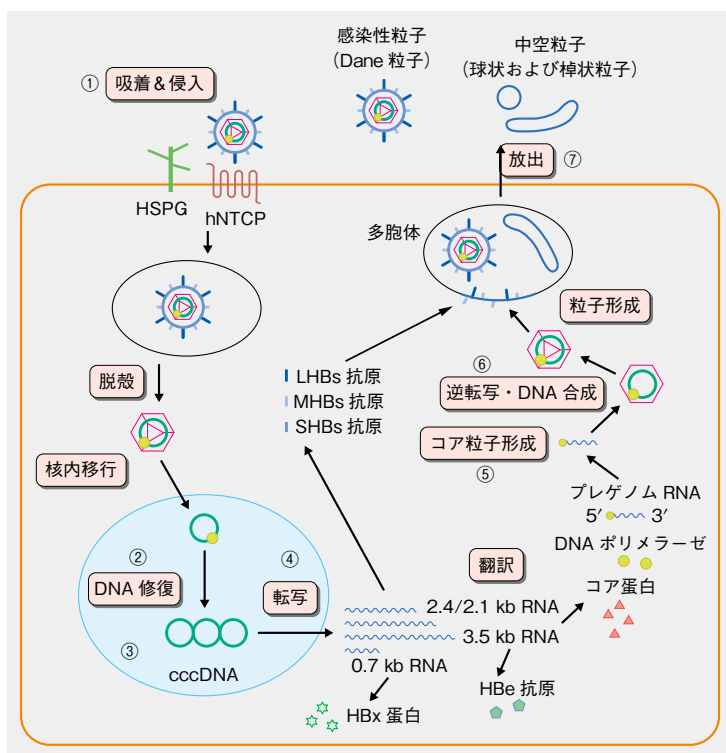 感染性粒子
（Dane 粒子）
中空粒子
（球状および棹状粒子）
①
吸着＆侵入
放出
⑦
HSPG
hNTCP
多胞体
粒子形成
脱殻
LHBs 抗原
MHBs 抗原
SHBs 抗原
⑥
逆転写・DNA 合成
コア粒子形成
⑤
核内移行
プレゲノム RNA
5′
3′
DNA ポリメラーゼ
コア蛋白
②
DNA 修復
④
転写
翻訳
2.4/2.1 kb RNA
3.5 kb RNA
③
cccDNA
0.7 kb RNA
HBe 抗原
HBx 蛋白